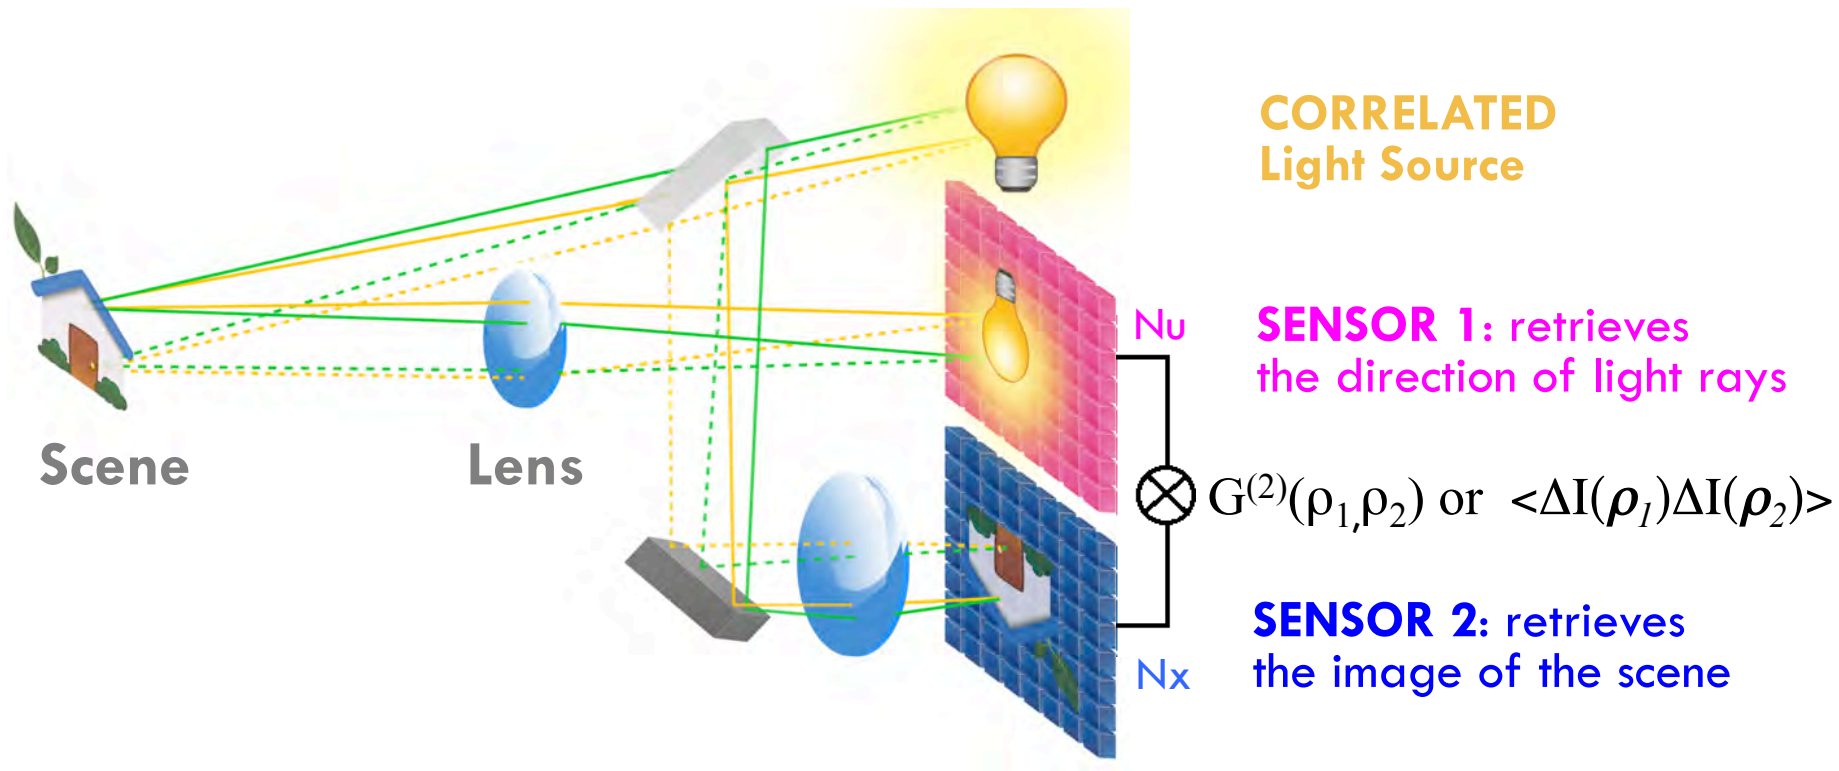 CORRELATED
Light Source
Nu
SENSOR 1: retrieves
the direction of light rays
Scene
Lens
G⁽²⁾(ρ₁,ρ₂) or <ΔI(ρ₁)ΔI(ρ₂)>
SENSOR 2: retrieves
the image of the scene
Nx